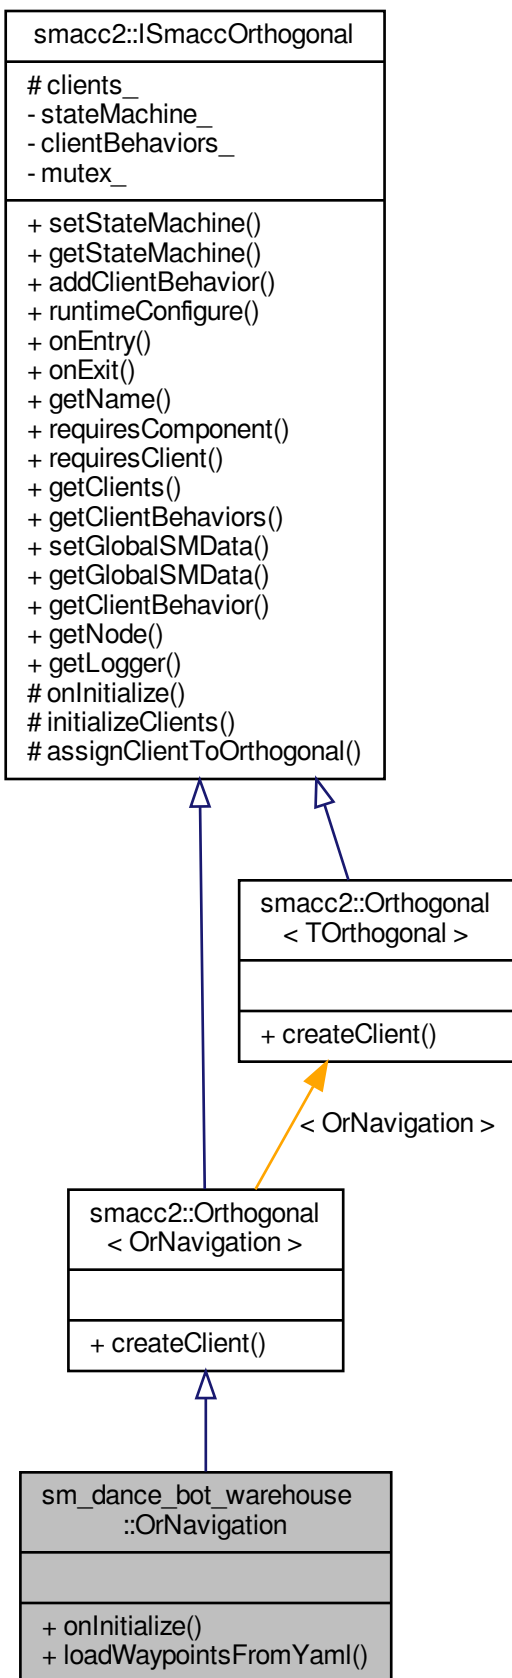 smacc2::ISmaccOrthogonal
# clients_
- stateMachine_
- clientBehaviors_
- mutex_
+ setStateMachine()
+ getStateMachine()
+ addClientBehavior()
+ runtimeConfigure()
+ onEntry()
+ onExit()
+ getName()
+ requiresComponent()
+ requiresClient()
+ getClients()
+ getClientBehaviors()
+ setGlobalSMData()
+ getGlobalSMData()
+ getClientBehavior()
+ getNode()
+ getLogger()
# onInitialize()
# initializeClients()
# assignClientToOrthogonal()
smacc2::Orthogonal
< TOrthogonal >
+ createClient()
< OrNavigation >
smacc2::Orthogonal
< OrNavigation >
+ createClient()
sm_dance_bot_warehouse
::OrNavigation
+ onInitialize()
+ loadWaypointsFromYaml()